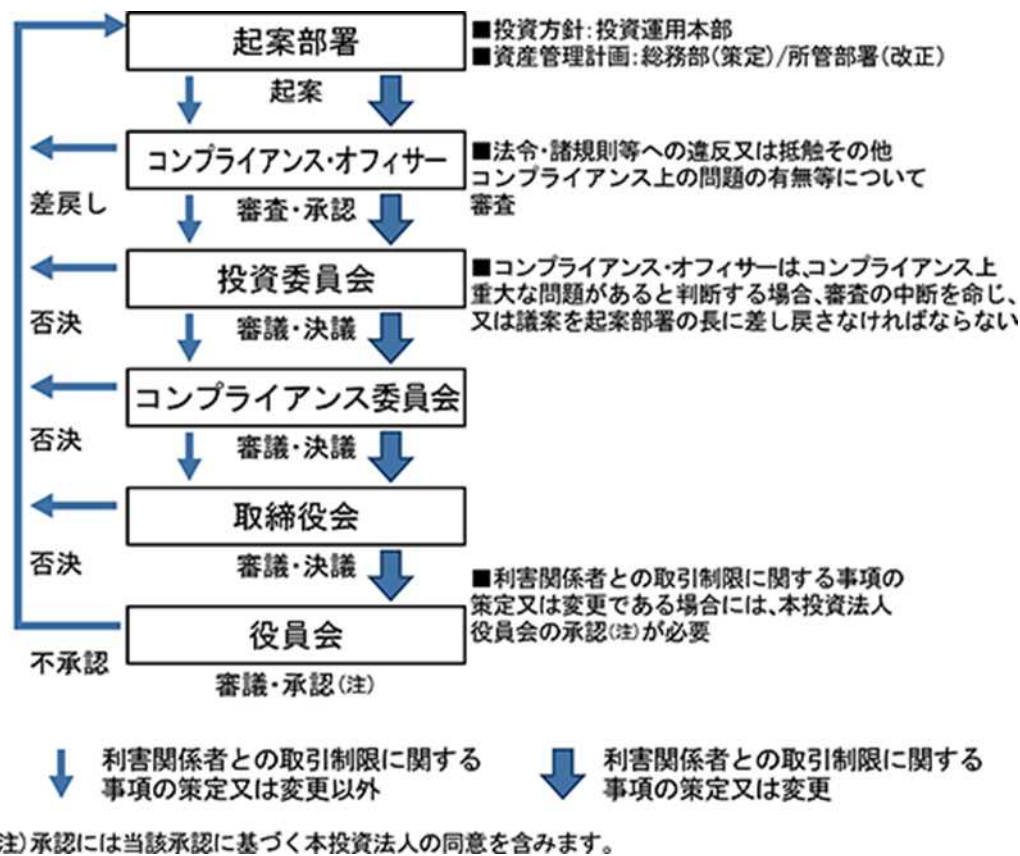 起案部署
■投資方針:投資運用本部
■資産管理計画:総務部(策定)/所管部署(改正)
起案
コンプライアンス・オフィサー
■法令・諸規則等への違反又は抵触その他
コンプライアンス上の問題の有無等について
審査
差戻し
審査・承認
投資委員会
■コンプライアンス・オフィサーは、コンプライアンス上
重大な問題があると判断する場合、審査の中断を命じ、
又は議案を起案部署の長に差し戻さなければならない
否決
審議・決議
コンプライアンス委員会
否決
審議・決議
取締役会
否決
審議・決議
■利害関係者との取引制限に関する事項の
策定又は変更である場合には、本投資法人
役員会の承認(注)が必要
役員会
不承認
審議・承認(注)
利害関係者との取引制限に関する
事項の策定又は変更以外
利害関係者との取引制限に関する
事項の策定又は変更
注)承認には当該承認に基づく本投資法人の同意を含みます。